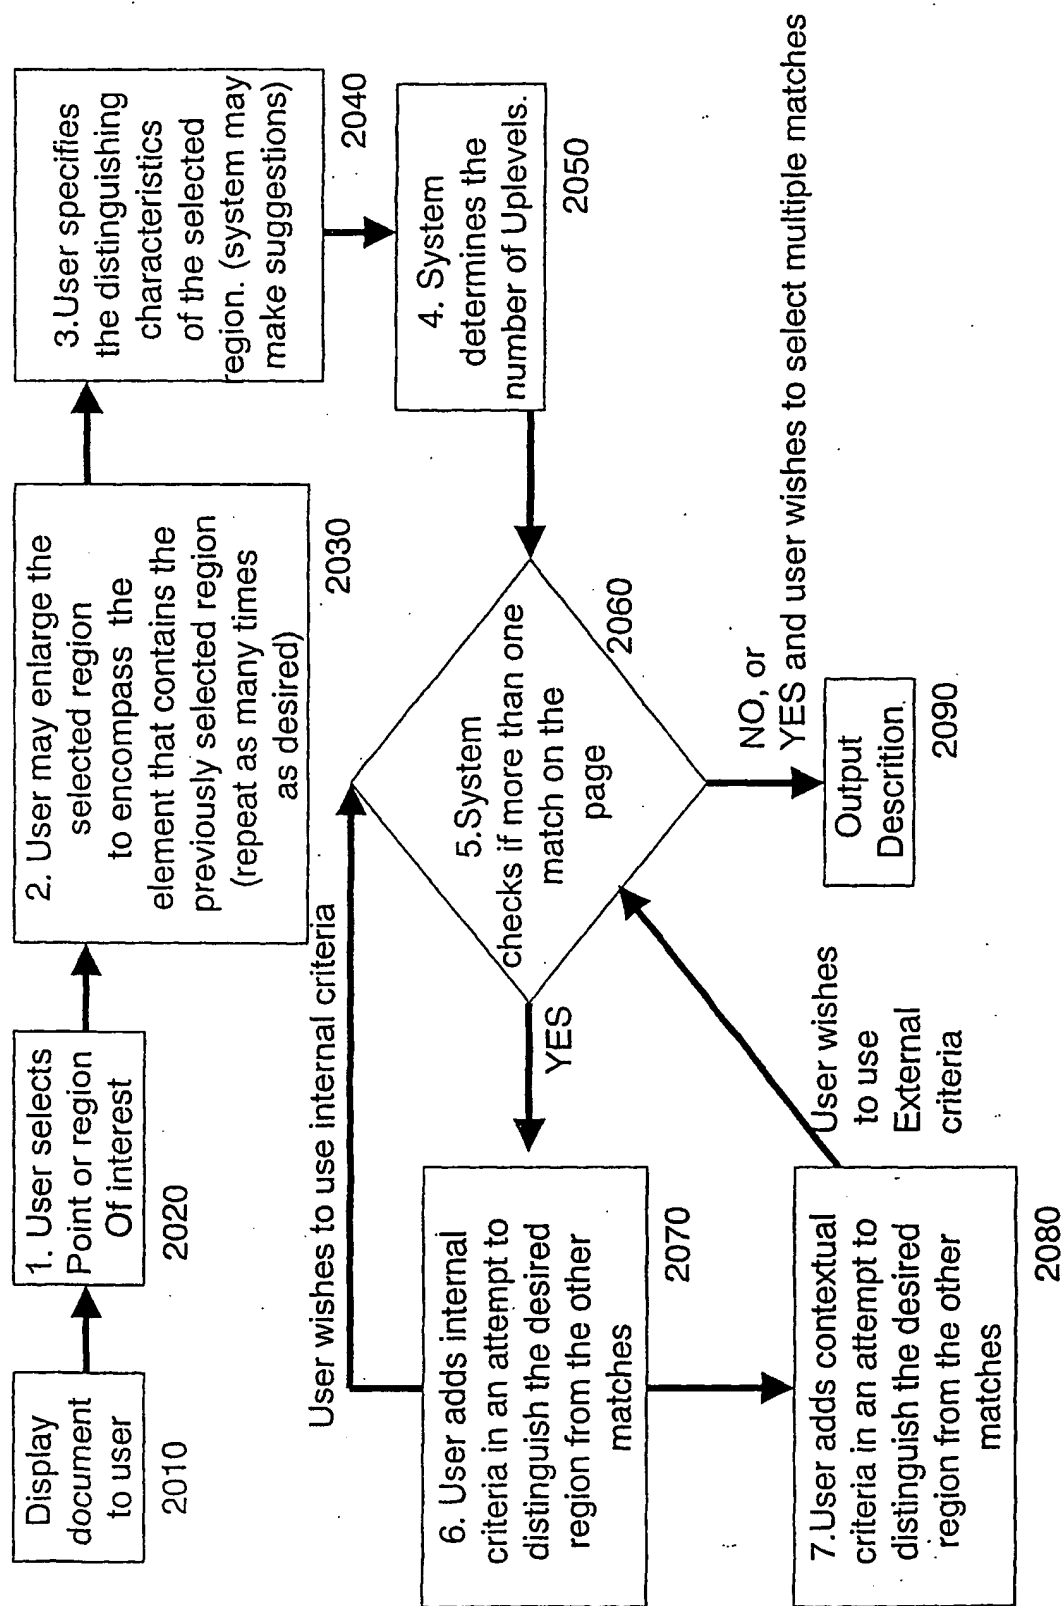 Display
document
to user
2010
1. User selects
Point or region
Of interest
2020
2. User may enlarge the
selected region
to encompass the
element that contains the
previously selected region
(repeat as many times
as desired)
2030
3.User specifies
the distinguishing
characteristics
of the selected
region. (system may
make suggestions)
2040
4. System
determines the
number of Uplevels.
2050
5.System
checks if more than one
match on the
page
2060
YES
User wishes to use internal criteria
6. User adds internal
criteria in an attempt to
distinguish the desired
region from the other
matches
2070
7.User adds contextual
criteria in an attempt to
distinguish the desired
region from the other
matches
2080
User wishes
to use
External
criteria
NO, or
YES and user wishes to select multiple matches
Output
Descrition.
2090